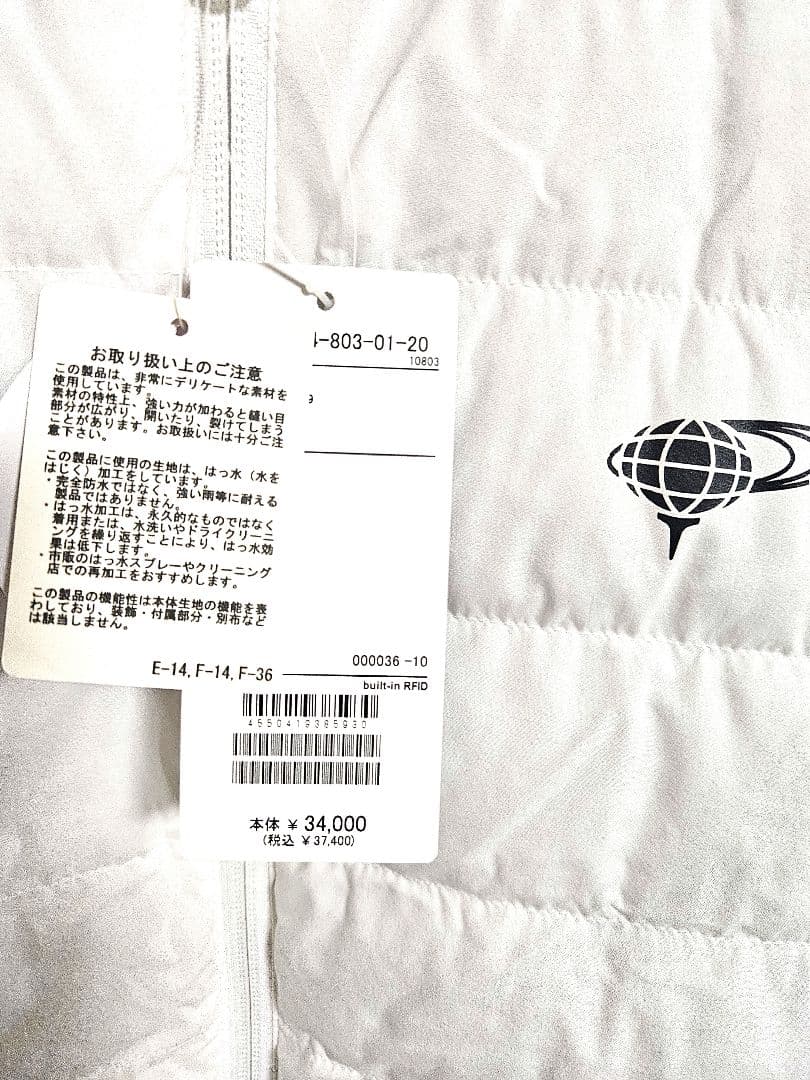 お取り扱い上のご注意
この製品は、非常にデリケートな素材を
使用しています。
素材の特性上、強い力が加わると縫い目
部分が広がり、開いたり、裂けてしまう
ことがあります。お取扱いには十分ご注
意下さい。
この製品に使用の生地は、はっ水（水を
はじく）加工をしています。
・完全防水ではなく、強い雨等に耐える
製品ではありません。
・はっ水加工は、永久的なものではなく
着用または、水洗いやドライクリーニ
ングを繰り返すことにより、はっ水効
果は低下します。
・市販のはっ水スプレーやクリーニング
店での再加工をおすすめします。
この製品の機能性は本体生地の機能を表
わしており、装飾・付属部分・別布など
は該当しません。
E-14, F-14, F-36
-803-01-20
10803
9
000036 -10
built-in RFID
4550419385930
本体 ¥ 34,000
(税込 ¥ 37,400)